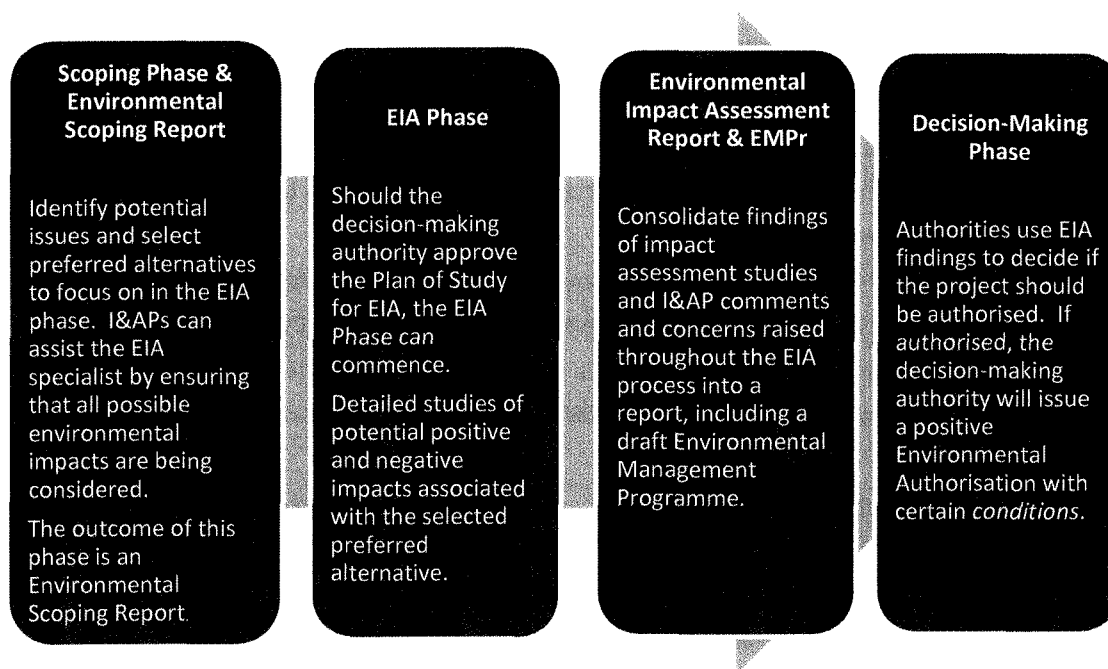 Scoping Phase &
Environmental
Scoping Report
Identify potential
issues and select
preferred alternatives
to focus on in the EIA
phase. I&APs can
assist the EIA
specialist by ensuring
that all possible
environmental
impacts are being
considered.
The outcome of this
phase is an
Environmental
Scoping Report.
EIA Phase
Should the
decision-making
authority approve
the Plan of Study
for EIA, the EIA
Phase can
commence.
Detailed studies of
potential positive
and negative
impacts associated
with the selected
preferred
alternative.
Environmental
Impact Assessment
Report & EMPr
Consolidate findings
of impact
assessment studies
and I&AP comments
and concerns raised
throughout the EIA
process into a
report, including a
draft Environmental
Management
Programme.
Decision-Making
Phase
Authorities use EIA
findings to decide if
the project should
be authorised. If
authorised, the
decision-making
authority will issue
a positive
Environmental
Authorisation with
certain conditions.